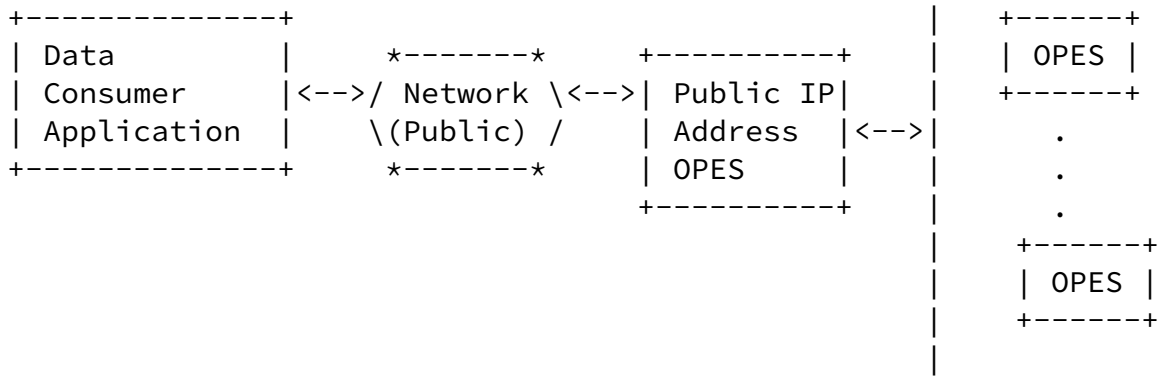 +--------------+                                  |   +------+
| Data         |     *-------*     +----------+   |   | OPES |
| Consumer     |<-->/ Network \<-->| Public IP|   |   +------+
| Application  |    \(Public) /    | Address  |<-->|      .
+--------------+     *-------*     | OPES     |   |      .
                                   +----------+   |      .
                                                  |    +------+
                                                  |    | OPES |
                                                  |    +------+
                                                  |